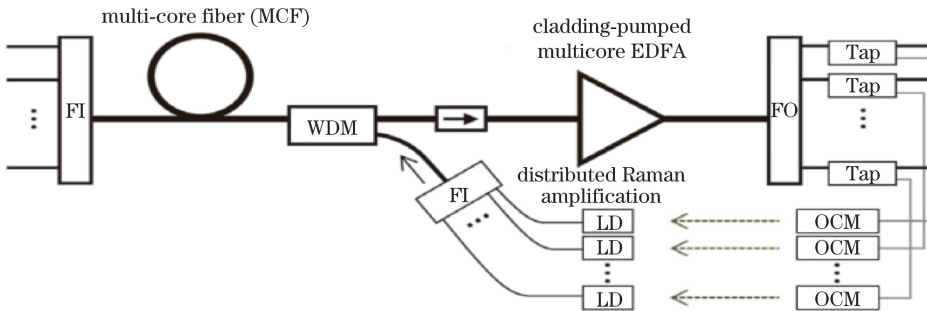 multi-core fiber (MCF)
cladding-pumped
multicore EDFA
FI
WDM
FO
Tap
Tap
Tap
distributed Raman
amplification
FI
LD
OCM
LD
OCM
LD
OCM